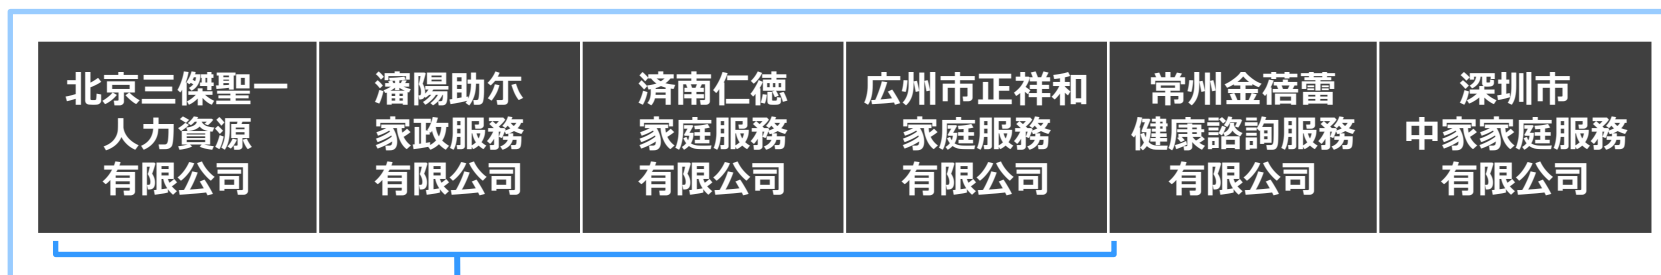 北京三傑聖一
人力資源
有限公司
瀋陽助尓
家政服務
有限公司
済南仁徳
家庭服務
有限公司
広州市正祥和
家庭服務
有限公司
常州金蓓蕾
健康諮詢服務
有限公司
深圳市
中家家庭服務
有限公司